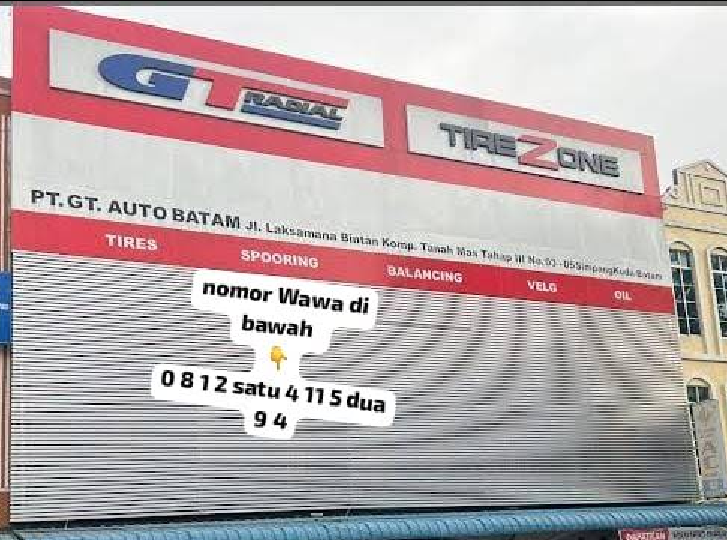 GT RADIAL
TIREZONE
PT.GT. AUTO BATAM Jl. Laksamana Bintan Komp. Tanah Mas Tahap III No.03 -05 Simpang Kuda Batam
TIRES SPOORING BALANCING VELG OIL
nomor Wawa di
bawah
👇
0 8 1 2 satu 4 11 5 dua
9 4